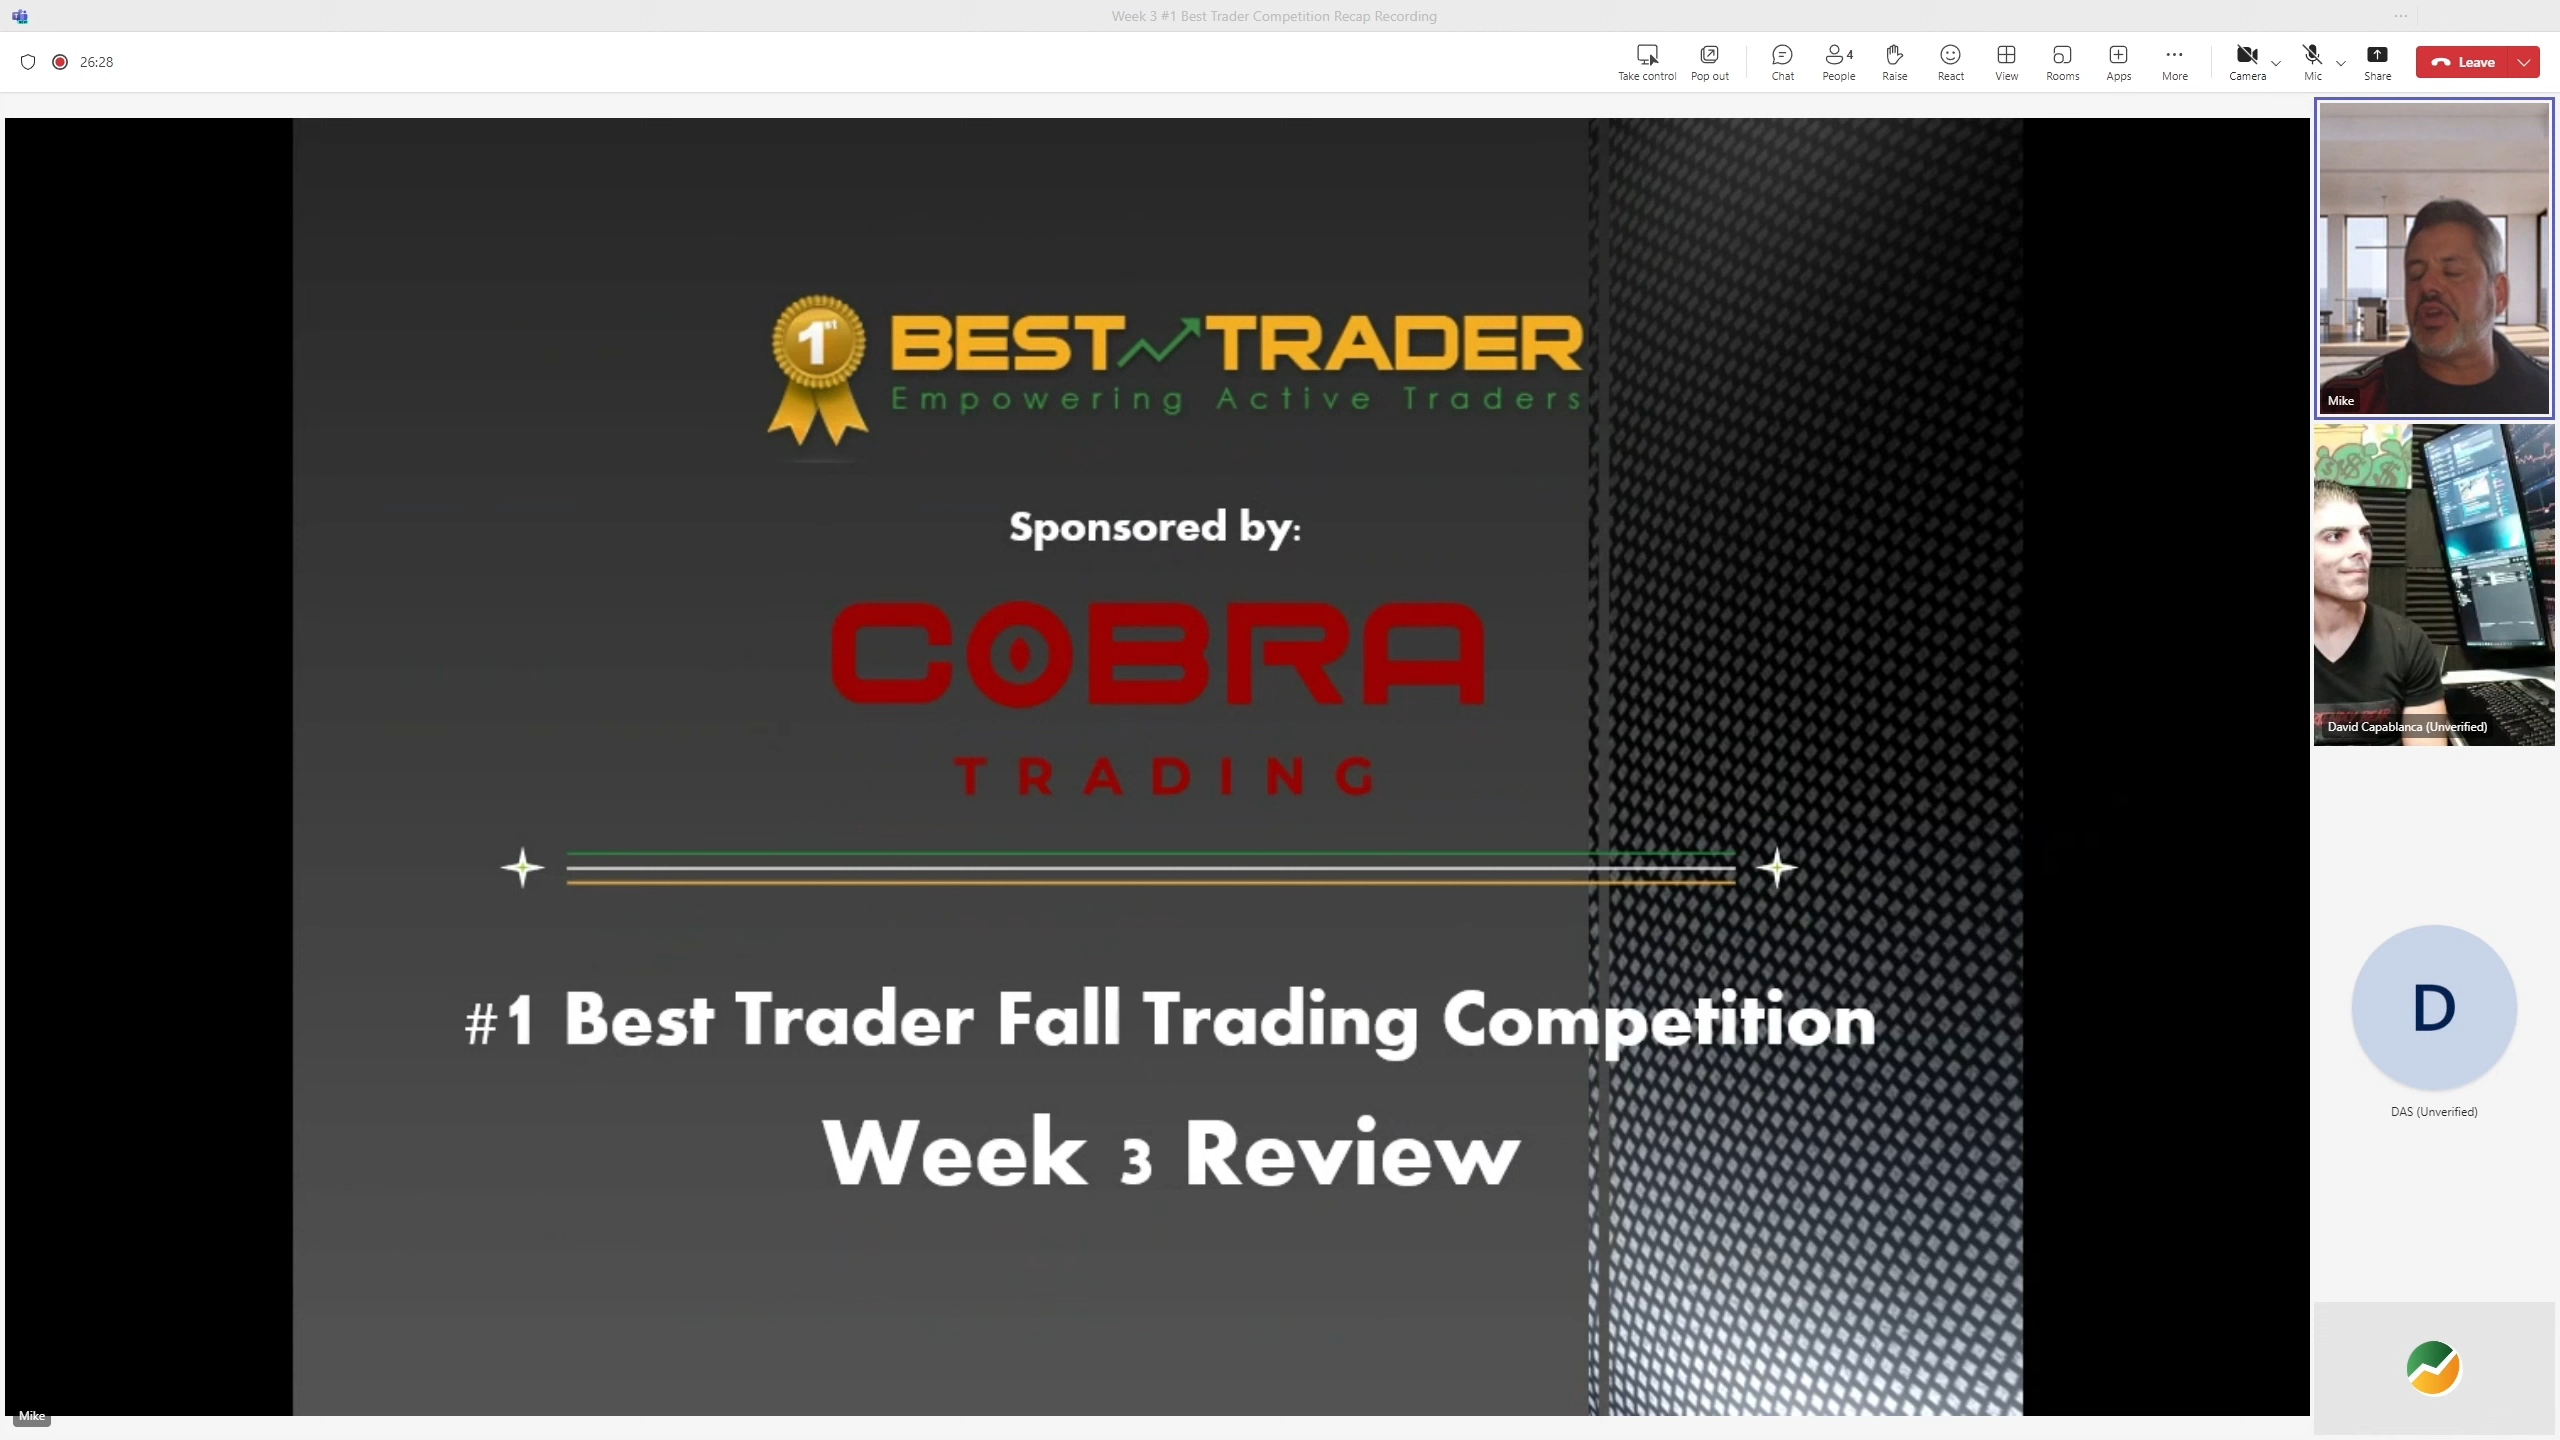 Week 3 #1 Best Trader Competition Recap Recording
26:28
Take control
Pop out
Chat
4
People
Raise
React
View
Rooms
Apps
More
Camera
Mic
Share
Leave
1st
BEST TRADER
Empowering Active Traders
Sponsored by:
COBRA
TRADING
#1 Best Trader Fall Trading Competition
Week 3 Review
Mike
Mike
David Capablanca (Unverified)
D
DAS (Unverified)